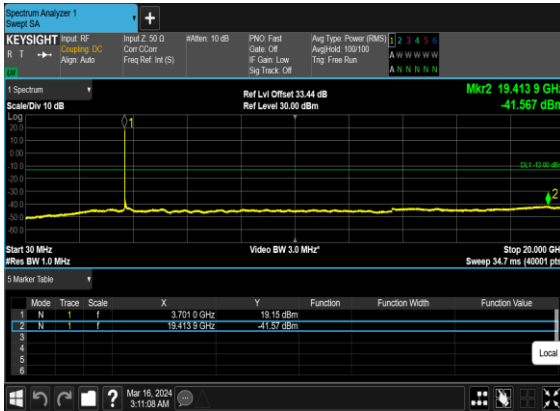 Spectrum Analyzer 1
Swept SA
+
KEYSIGHT Input: RF Input Z: 50 Ω #Atten: 10 dB PNO: Fast Avg Type: Power (RMS) 1 2 3 4 5 6
R T Coupling: DC Corr CCorr Gate: Off Avg|Hold: 100/100 A W W W W W
Align: Auto Freq Ref: Int (S) IF Gain: Low Trig: Free Run
Sig Track: Off A N N N N N
1 Spectrum Ref Lvl Offset 33.44 dB Mkr2 19.413 9 GHz
Scale/Div 10 dB Ref Level 30.00 dBm -41.567 dBm
Log
1
20.0
10.0
0.00
-10.0
DL1 -13.00 dBm
-20.0
-30.0
2
-40.0
-50.0
-60.0
Start 30 MHz Video BW 3.0 MHz* Stop 20.000 GH
#Res BW 1.0 MHz Sweep 34.7 ms (40001 pts
5 Marker Table
Mode Trace Scale X Y Function Function Width Function Value
1 N 1 f 3.701 0 GHz 19.15 dBm
2 N 1 f 19.413 9 GHz -41.57 dBm
3
4
5
6
Local
? Mar 16, 2024
3:11:08 AM